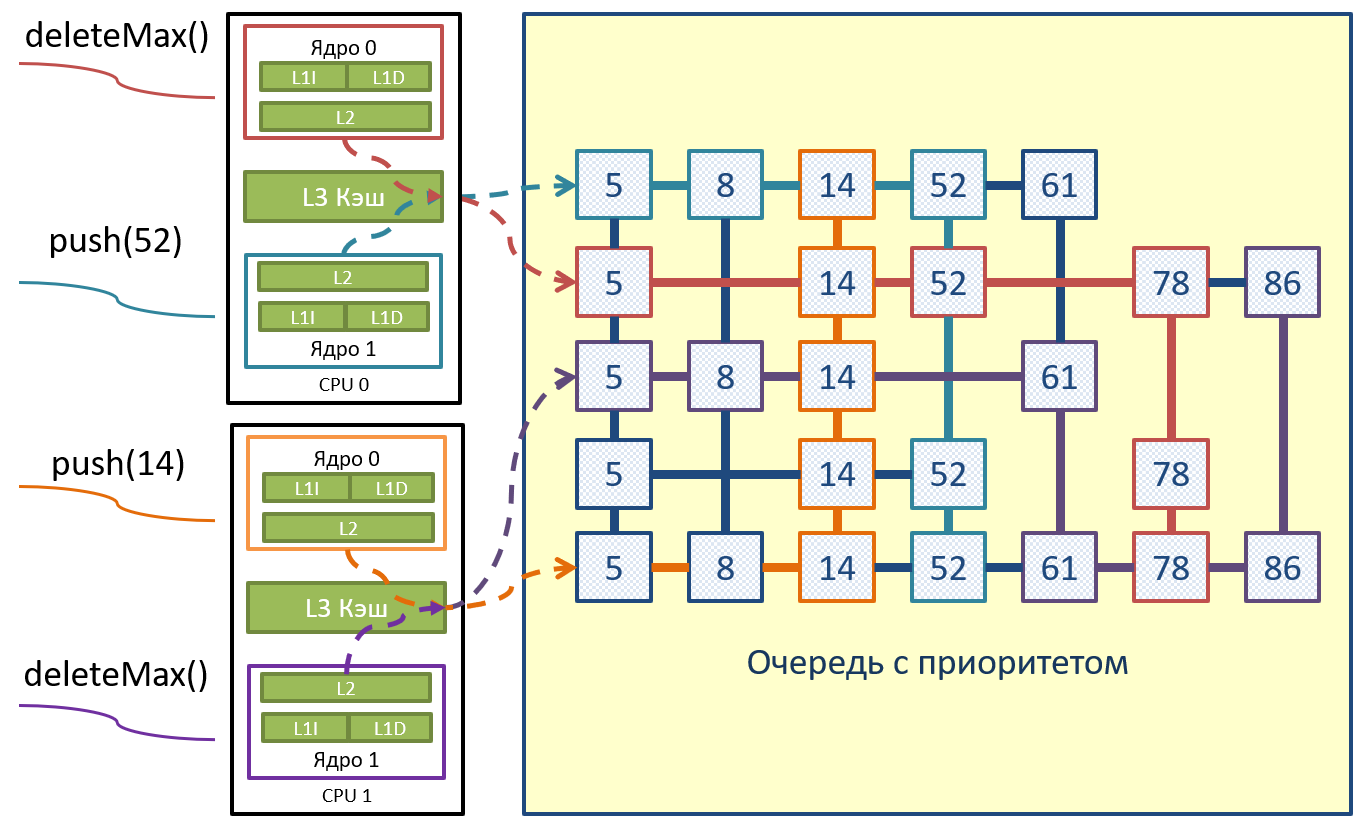 deleteMax()
push(52)
push(14)
deleteMax()
Ядро 0
L1I L1D
L2
L3 Кэш
L2
L1I L1D
Ядро 1
CPU 0
Ядро 0
L1I L1D
L2
L3 Кэш
L2
L1I L1D
Ядро 1
CPU 1
5 8 14 52 61
5 14 52 78 86
5 8 14 61
5 14 52 78
5 8 14 52 61 78 86
Очередь с приоритетом